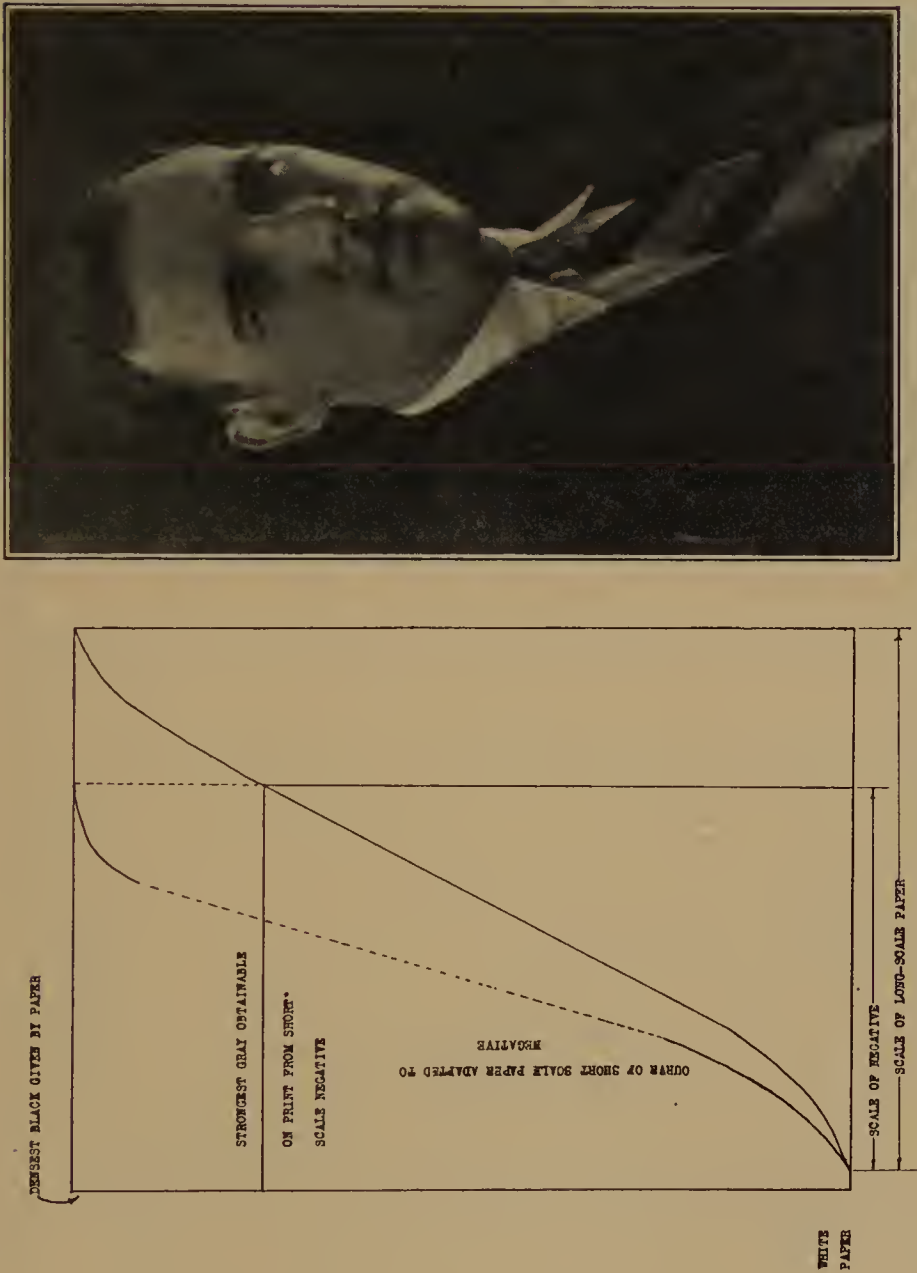 DENSEST BLACK GIVEN BY PAPER
STRONGEST GRAY OBTAINABLE
ON PRINT FROM SHORT-
SCALE NEGATIVE
CURVE OF SHORT SCALE PAPER ADAPTED TO
NEGATIVE
SCALE OF NEGATIVE
SCALE OF LONG-SCALE PAPER
WHITE
PAPER